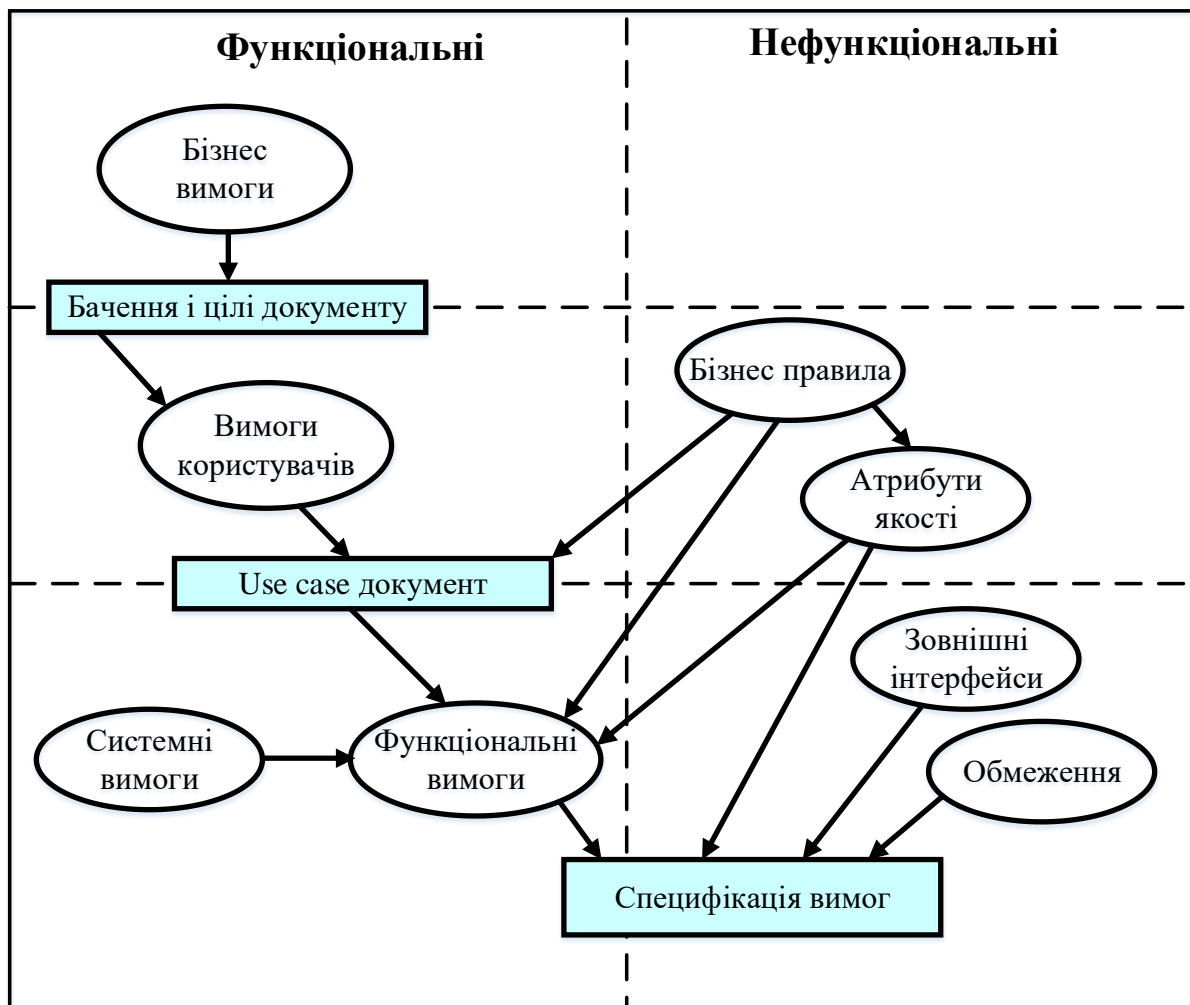 Функціональні
Нефункціональні
Бізнес
вимоги
Бачення і цілі документу
Бізнес правила
Вимоги
користувачів
Атрибути
якості
Use case документ
Зовнішні
інтерфейси
Системні
вимоги
Функціональні
вимоги
Обмеження
Специфікація вимог